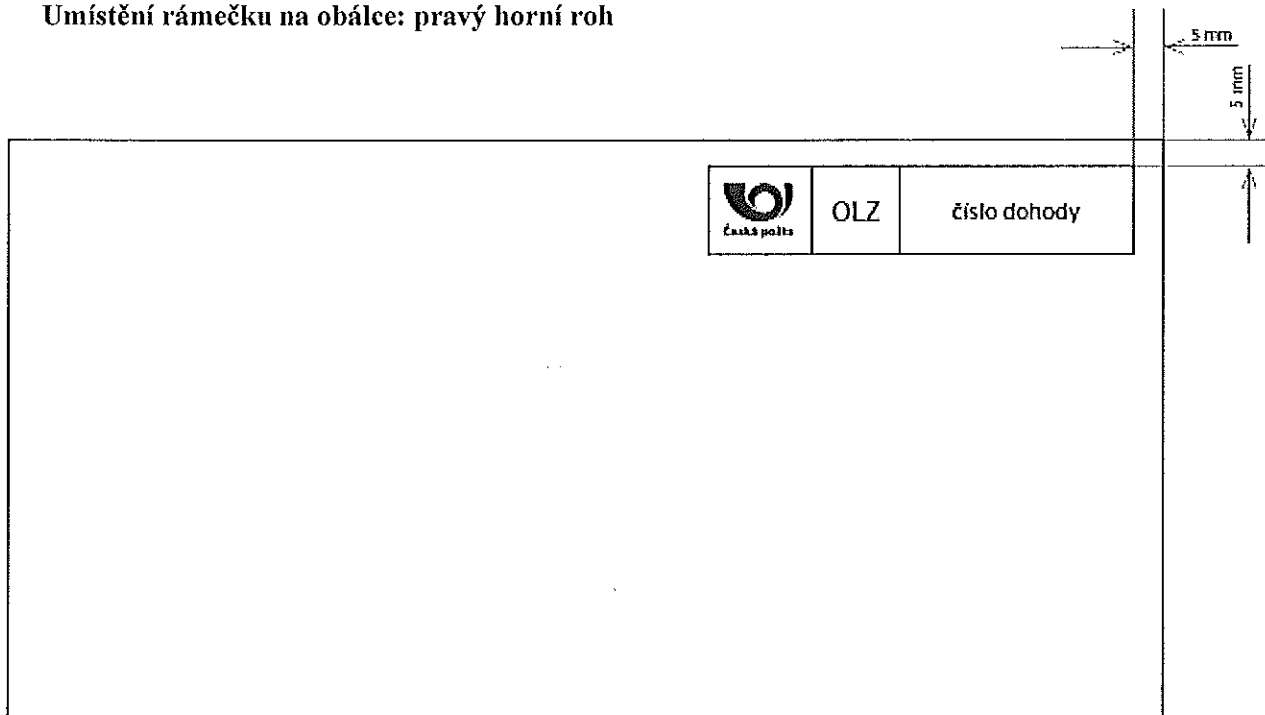 Umístění rámečku na obálce: pravý horní roh
5 mm
5 mm
Česká pošta
OLZ
číslo dohody